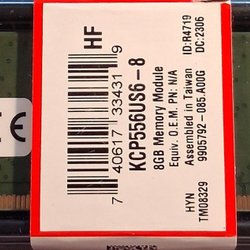 HF
7 40617 33431 9
KCP556US6-8
8GB Memory Module
Equiv. O.E.M. PN: N/A
ID:R4719
DC:2306
Assembled in Taiwan
9905792-085.A00G
HYN
TM08329
CE